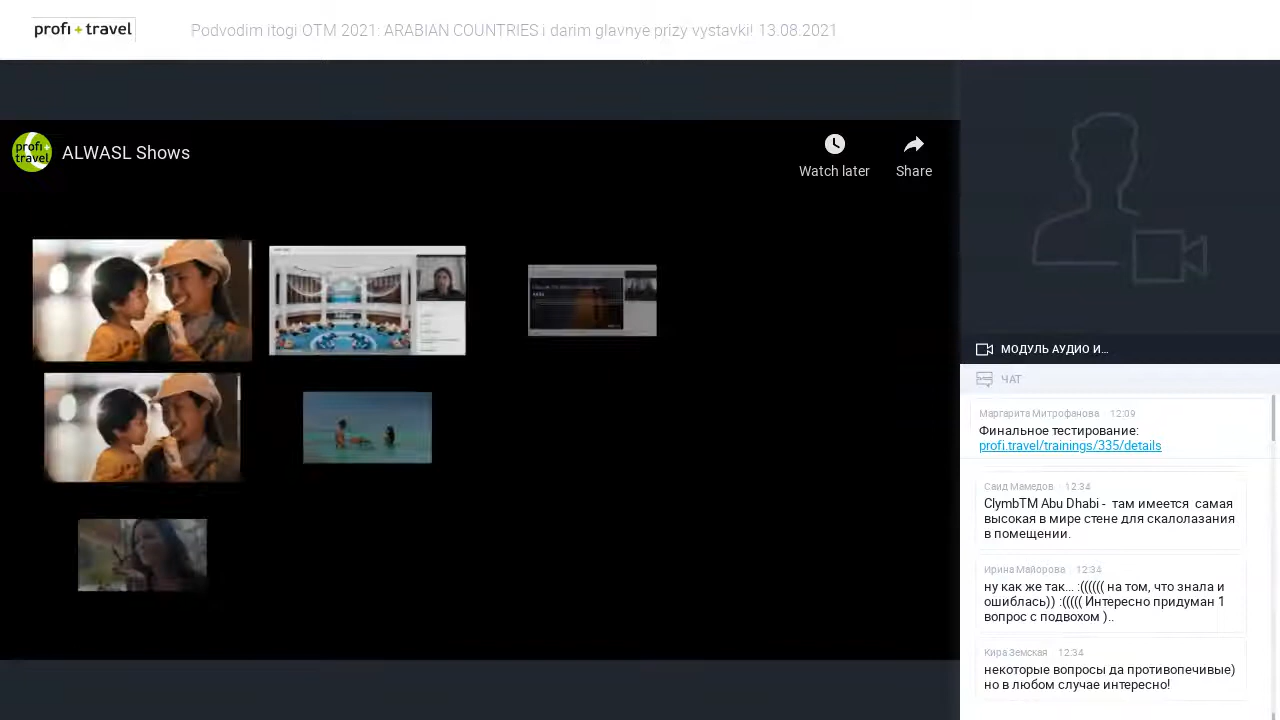 profi + travel
Podvodim itogi OTM 2021: ARABIAN COUNTRIES i darim glavnye prizy vystavki! 13.08.2021
profi+
travel
ALWASL Shows
Watch later
Share
МОДУЛЬ АУДИО И...
ЧАТ
Маргарита Митрофанова 12:09
Финальное тестирование:
profi.travel/trainings/335/details
Саид Мамедов 12:34
ClymbTM Abu Dhabi - там имеется самая
высокая в мире стене для скалолазания
в помещении.
Ирина Майорова 12:34
ну как же так... :(((((( на том, что знала и
ошиблась)) :((((( Интересно придуман 1
вопрос с подвохом )..
Кира Земская 12:34
некоторые вопросы да противопечивые)
но в любом случае интересно!